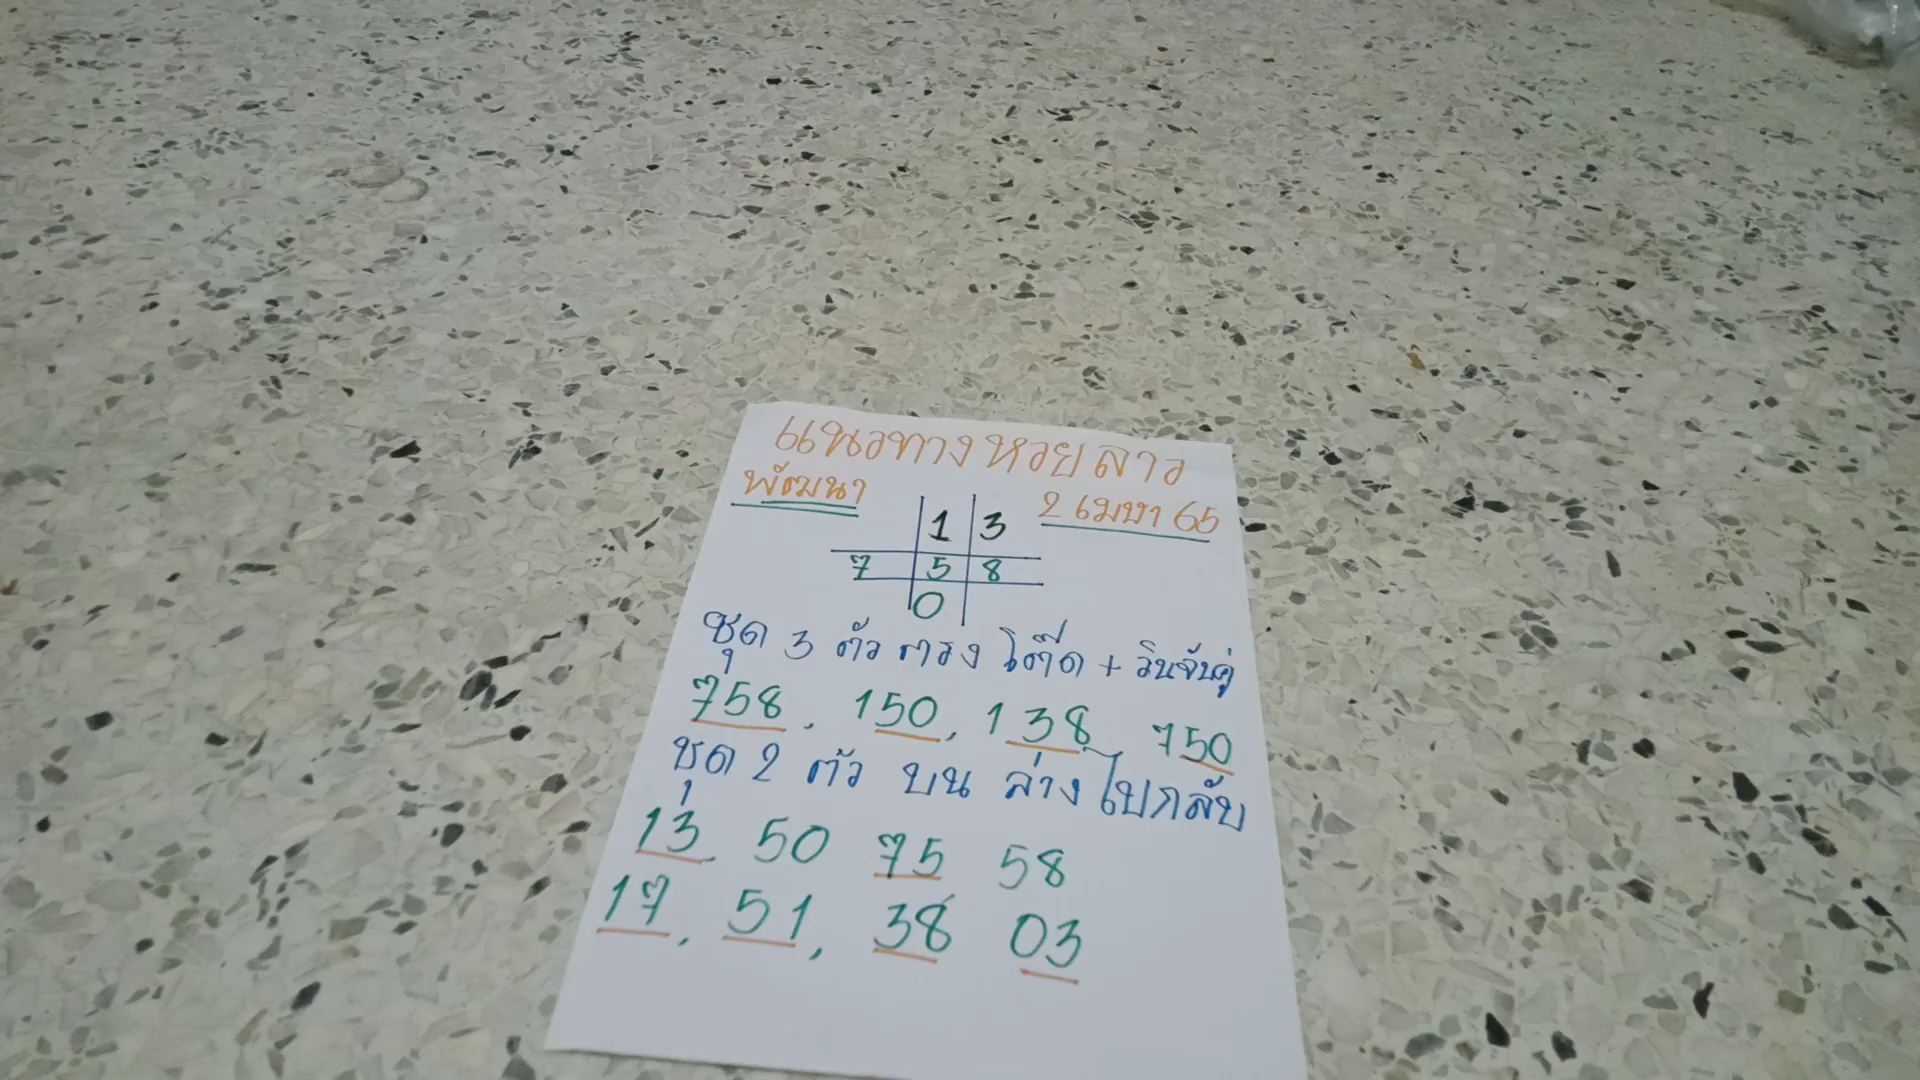 แนวทางหวยลาว
พัฒนา
2 เมษา 65
1 3
7 5 8
0
ชุด 3 ตัวตรง โต๊ด + วินจับคู่
758, 150, 138 750
ชุด 2 ตัว บน ล่าง ไปกลับ
13, 50 75 58
17, 51, 38 03